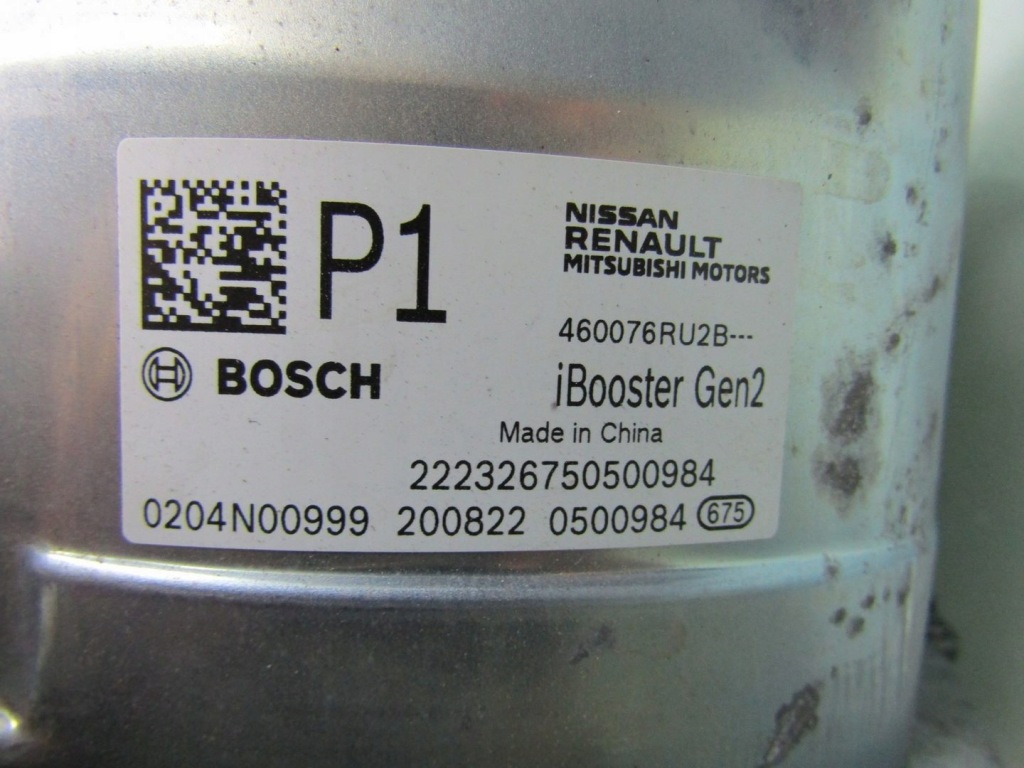 P1
NISSAN
RENAULT
MITSUBISHI MOTORS
460076RU2B---
BOSCH
iBooster Gen2
Made in China
222326750500984
0204N00999 200822 0500984 675